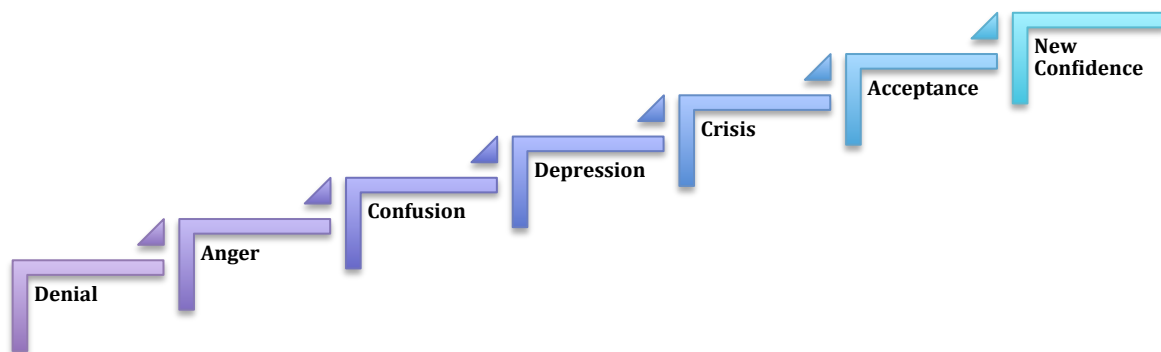 Denial
Anger
Confusion
Depression
Crisis
Acceptance
New
Confidence